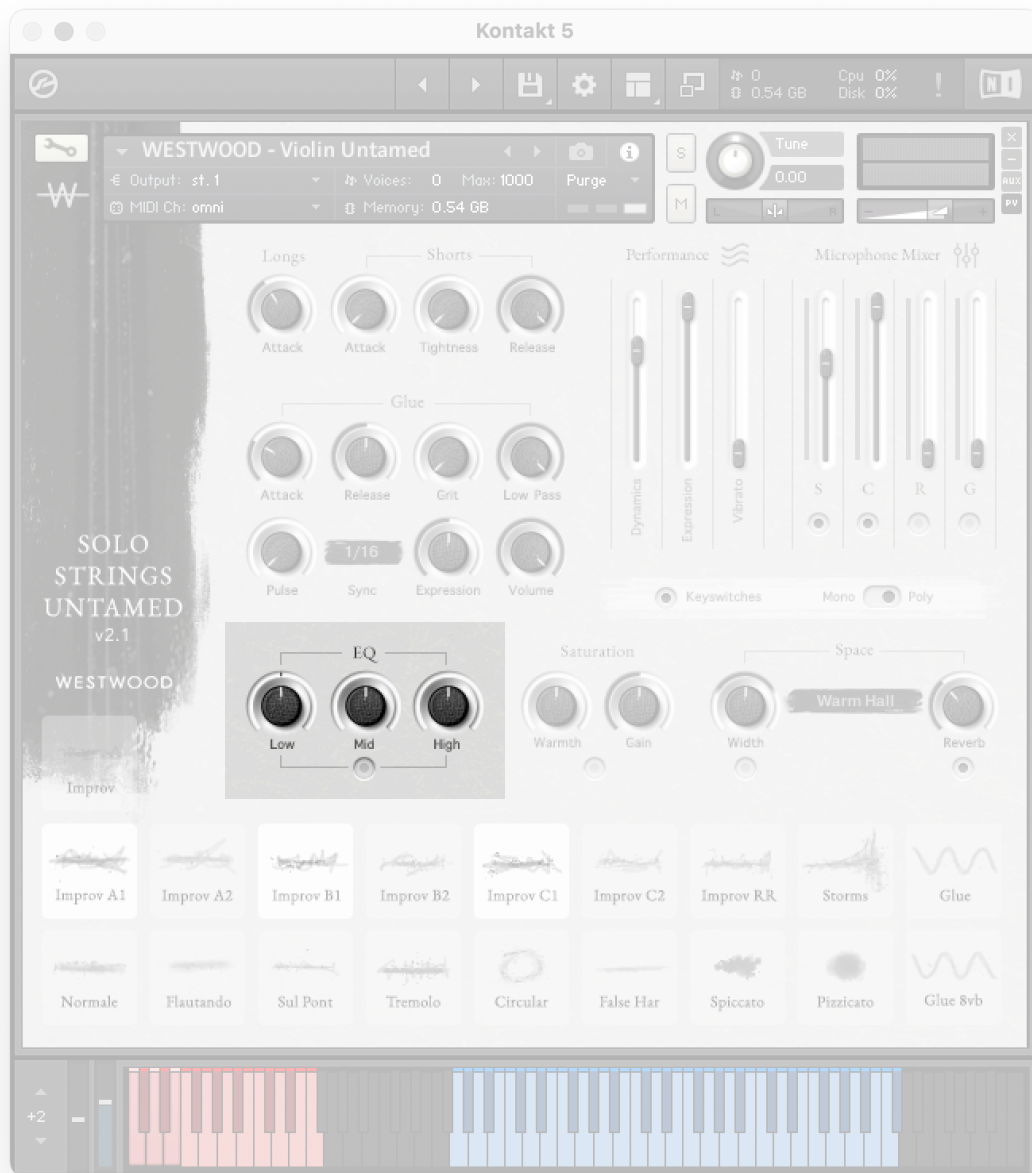 Kontakt 5
0
0.54 GB
Cpu 0%
Disk 0%
!
NI
WESTWOOD - Violin Untamed
Output: st. 1
Voices: 0 Max: 1000
Purge
MIDI Ch: omni
Memory: 0.54 GB
S
M
Tune
0.00
L
R
AUX
PV
W
Longs
Shorts
Attack
Attack
Tightness
Release
Glue
Attack
Release
Grit
Low Pass
1/16
Pulse
Sync
Expression
Volume
Performance
Dynamics
Expression
Vibrato
Microphone Mixer
S
C
R
G
Keyswitches
Mono
Poly
SOLO
STRINGS
UNTAMED
v2.1
WESTWOOD
EQ
Low
Mid
High
Saturation
Warmth
Gain
Space
Warm Hall
Width
Reverb
Improv
Improv A1
Improv A2
Improv B1
Improv B2
Improv C1
Improv C2
Improv RR
Storms
Glue
Normale
Flautando
Sul Pont
Tremolo
Circular
False Har
Spiccato
Pizzicato
Glue 8vb
+2